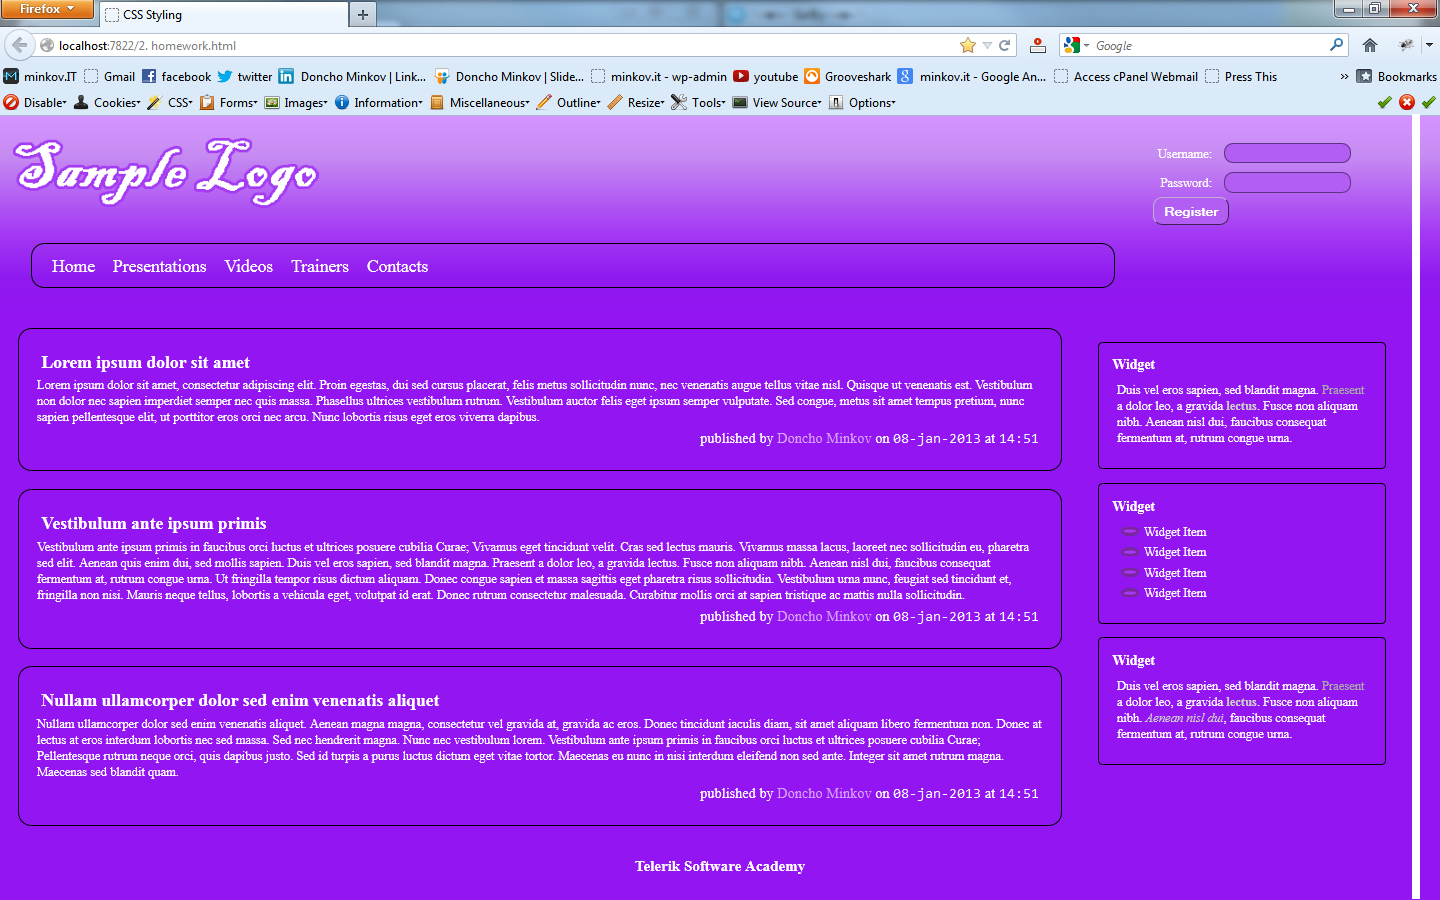 Firefox
CSS Styling
localhost:7822/2. homework.html
Google
minkov.IT Gmail facebook twitter Doncho Minkov | Link... Doncho Minkov | Slide... minkov.it - wp-admin youtube Grooveshark minkov.it - Google An... Access cPanel Webmail Press This » Bookmarks
Disable Cookies CSS Forms Images Information Miscellaneous Outline Resize Tools View Source Options
Sample Logo
Username:
Password:
Register
Home Presentations Videos Trainers Contacts
Lorem ipsum dolor sit amet
Lorem ipsum dolor sit amet, consectetur adipiscing elit. Proin egestas, dui sed cursus placerat, felis metus sollicitudin nunc, nec venenatis augue tellus vitae nisl. Quisque ut venenatis est. Vestibulum
non dolor nec sapien imperdiet semper nec quis massa. Phasellus ultrices vestibulum rutrum. Vestibulum auctor felis eget ipsum semper vulputate. Sed congue, metus sit amet tempus pretium, nunc
sapien pellentesque elit, ut porttitor eros orci nec arcu. Nunc lobortis risus eget eros viverra dapibus.
published by Doncho Minkov on 08-jan-2013 at 14:51
Vestibulum ante ipsum primis
Vestibulum ante ipsum primis in faucibus orci luctus et ultrices posuere cubilia Curae; Vivamus eget tincidunt velit. Cras sed lectus mauris. Vivamus massa lacus, laoreet nec sollicitudin eu, pharetra
sed elit. Aenean quis enim dui, sed mollis sapien. Duis vel eros sapien, sed blandit magna. Praesent a dolor leo, a gravida lectus. Fusce non aliquam nibh. Aenean nisl dui, faucibus consequat
fermentum at, rutrum congue urna. Ut fringilla tempor risus dictum aliquam. Donec congue sapien et massa sagittis eget pharetra risus sollicitudin. Vestibulum urna nunc, feugiat sed tincidunt et,
fringilla non nisi. Mauris neque tellus, lobortis a vehicula eget, volutpat id erat. Donec rutrum consectetur malesuada. Curabitur mollis orci at sapien tristique ac mattis nulla sollicitudin.
published by Doncho Minkov on 08-jan-2013 at 14:51
Nullam ullamcorper dolor sed enim venenatis aliquet
Nullam ullamcorper dolor sed enim venenatis aliquet. Aenean magna magna, consectetur vel gravida at, gravida ac eros. Donec tincidunt iaculis diam, sit amet aliquam libero fermentum non. Donec at
lectus at eros interdum lobortis nec sed massa. Sed nec hendrerit magna. Nunc nec vestibulum lorem. Vestibulum ante ipsum primis in faucibus orci luctus et ultrices posuere cubilia Curae;
Pellentesque rutrum neque orci, quis dapibus justo. Sed id turpis a purus luctus dictum eget vitae tortor. Maecenas eu nunc in nisi interdum eleifend non sed ante. Integer sit amet rutrum magna.
Maecenas sed blandit quam.
published by Doncho Minkov on 08-jan-2013 at 14:51
Widget
Duis vel eros sapien, sed blandit magna. Praesent
a dolor leo, a gravida lectus. Fusce non aliquam
nibh. Aenean nisl dui, faucibus consequat
fermentum at, rutrum congue urna.
Widget
Widget Item
Widget Item
Widget Item
Widget Item
Widget
Duis vel eros sapien, sed blandit magna. Praesent
a dolor leo, a gravida lectus. Fusce non aliquam
nibh. Aenean nisl dui, faucibus consequat
fermentum at, rutrum congue urna.
Telerik Software Academy